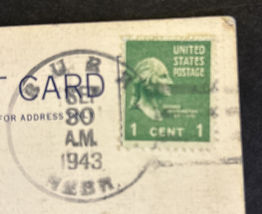 UNITED
STATES
POSTAGE
T CARD
SEP
FOR ADDRESS
30
A.M.
1 CENT 1
1943
NEBR.